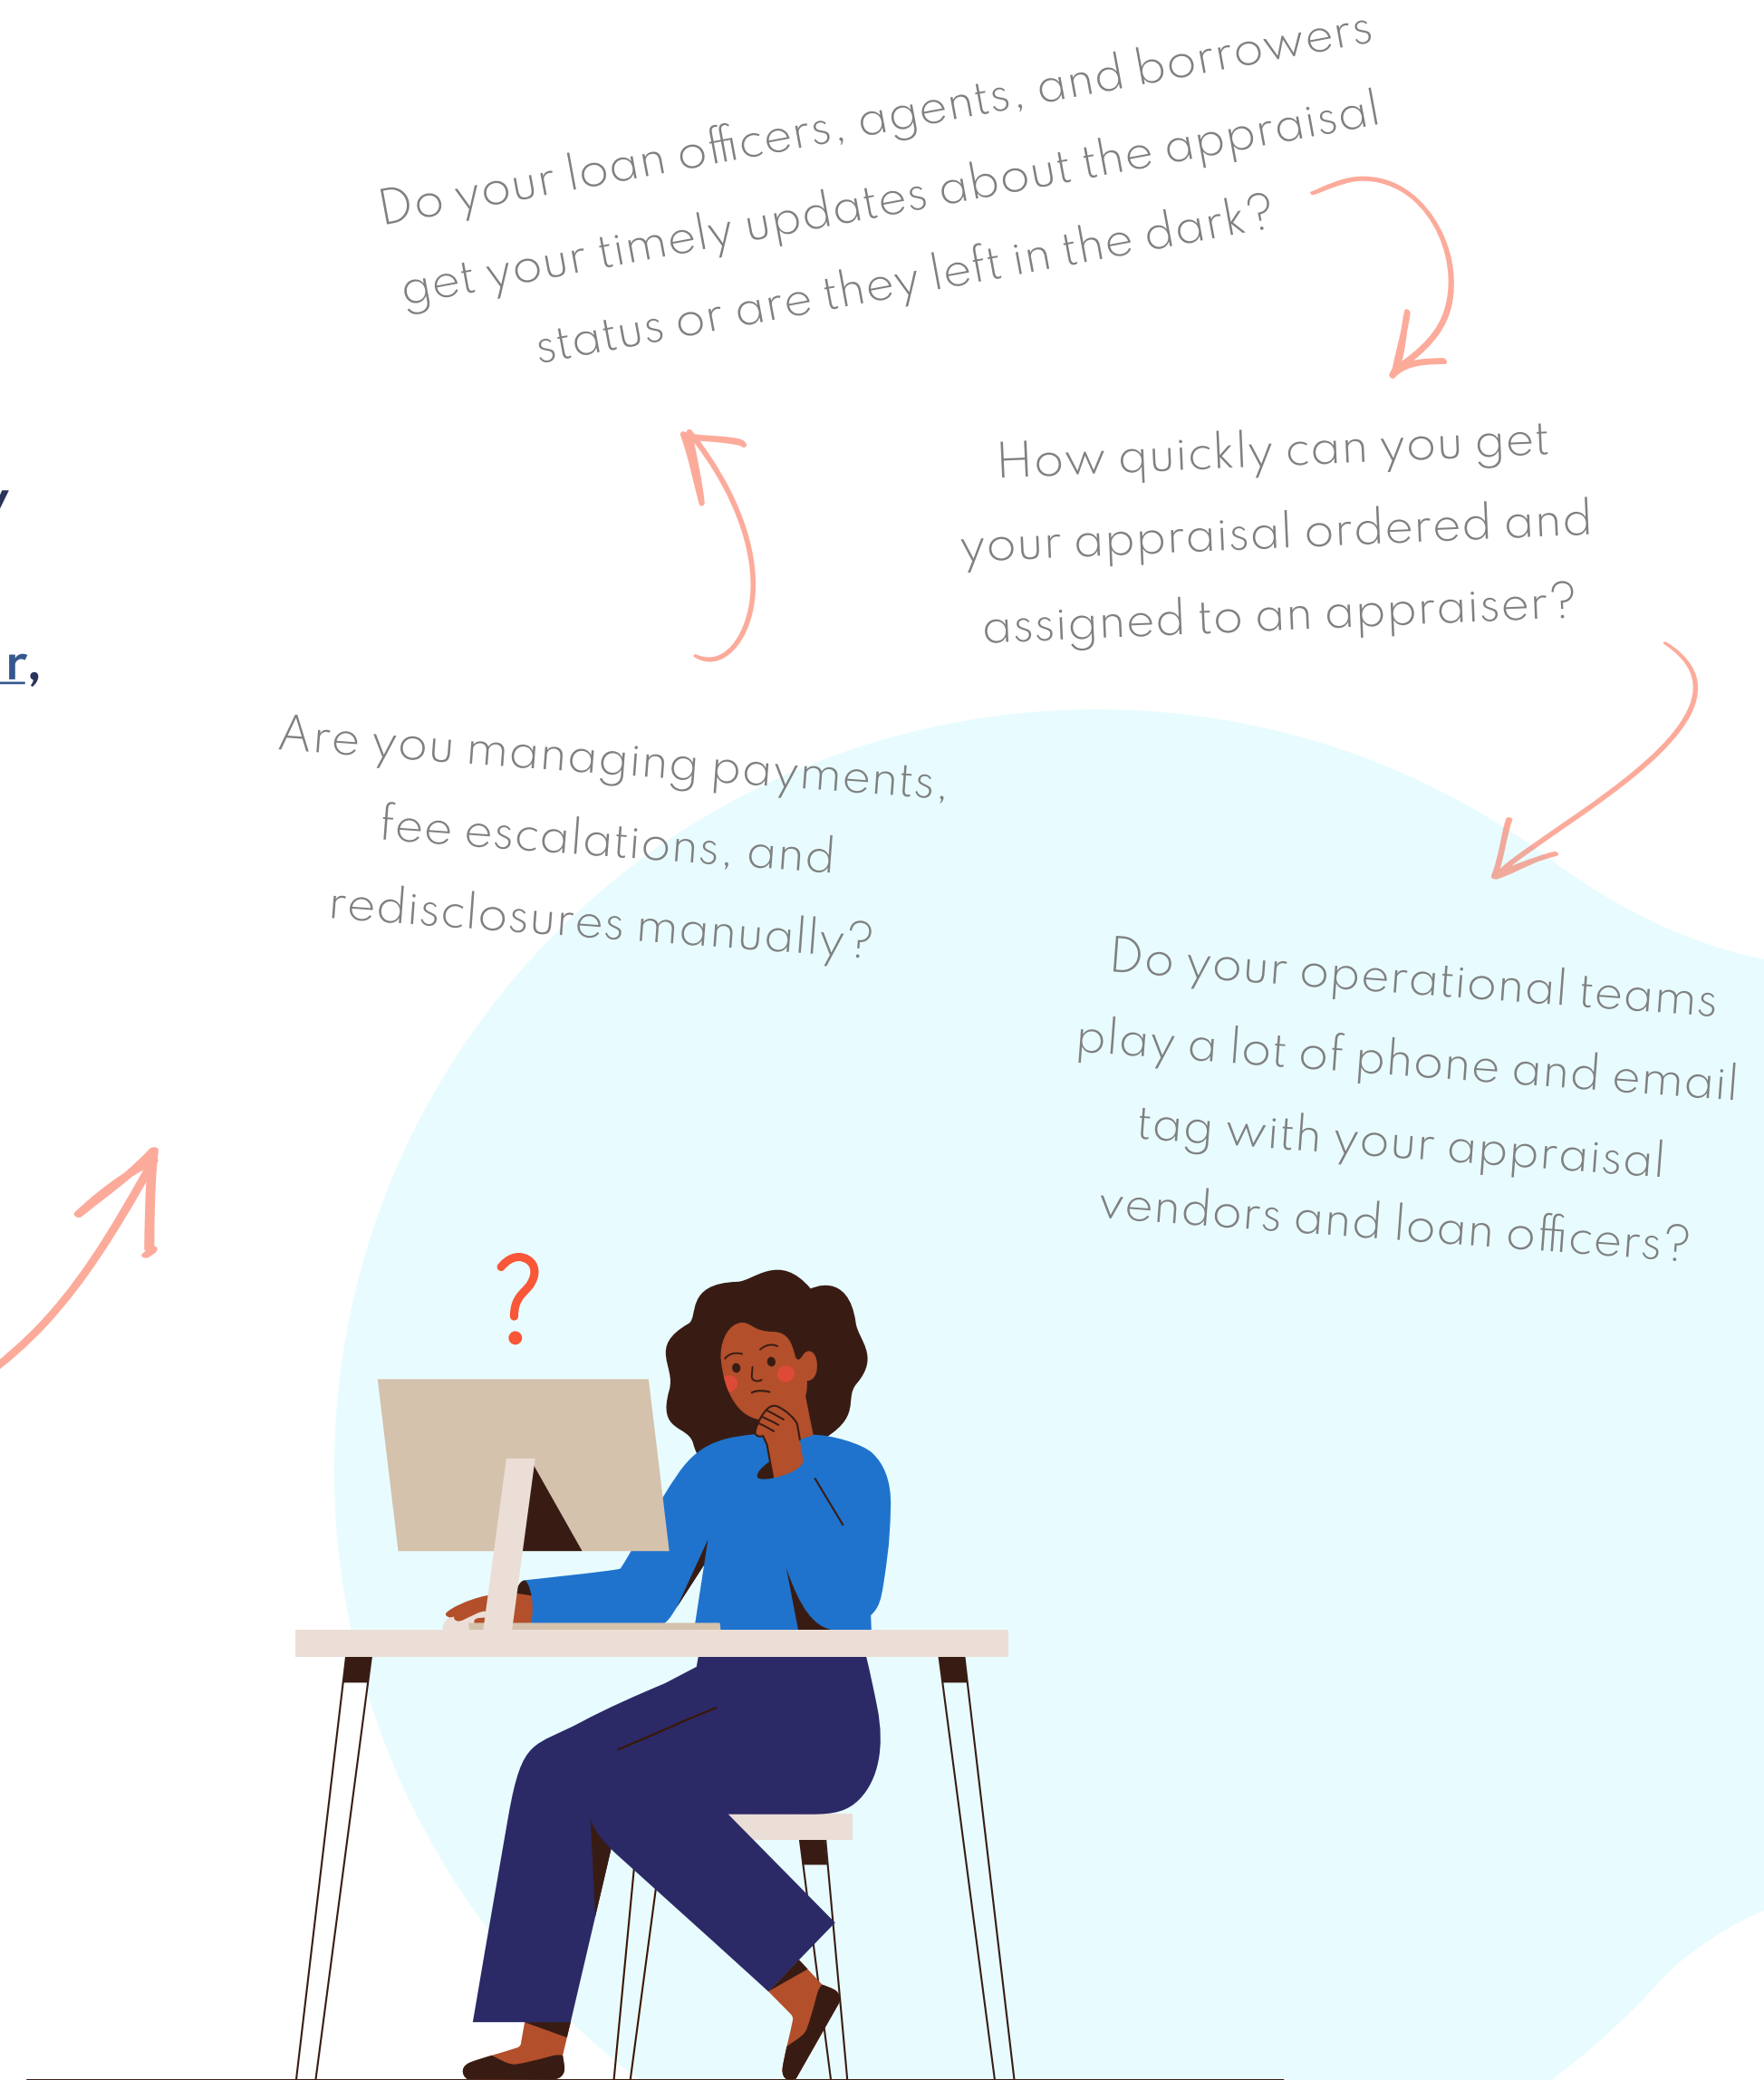 Do your loan officers, agents, and borrowers
get your timely updates about the appraisal
status or are they left in the dark?
How quickly can you get
your appraisal ordered and
assigned to an appraiser?
y
r,
Are you managing payments,
fee escalations, and
redisclosures manually?
Do your operational teams
play a lot of phone and email
tag with your appraisal
vendors and loan officers?
?